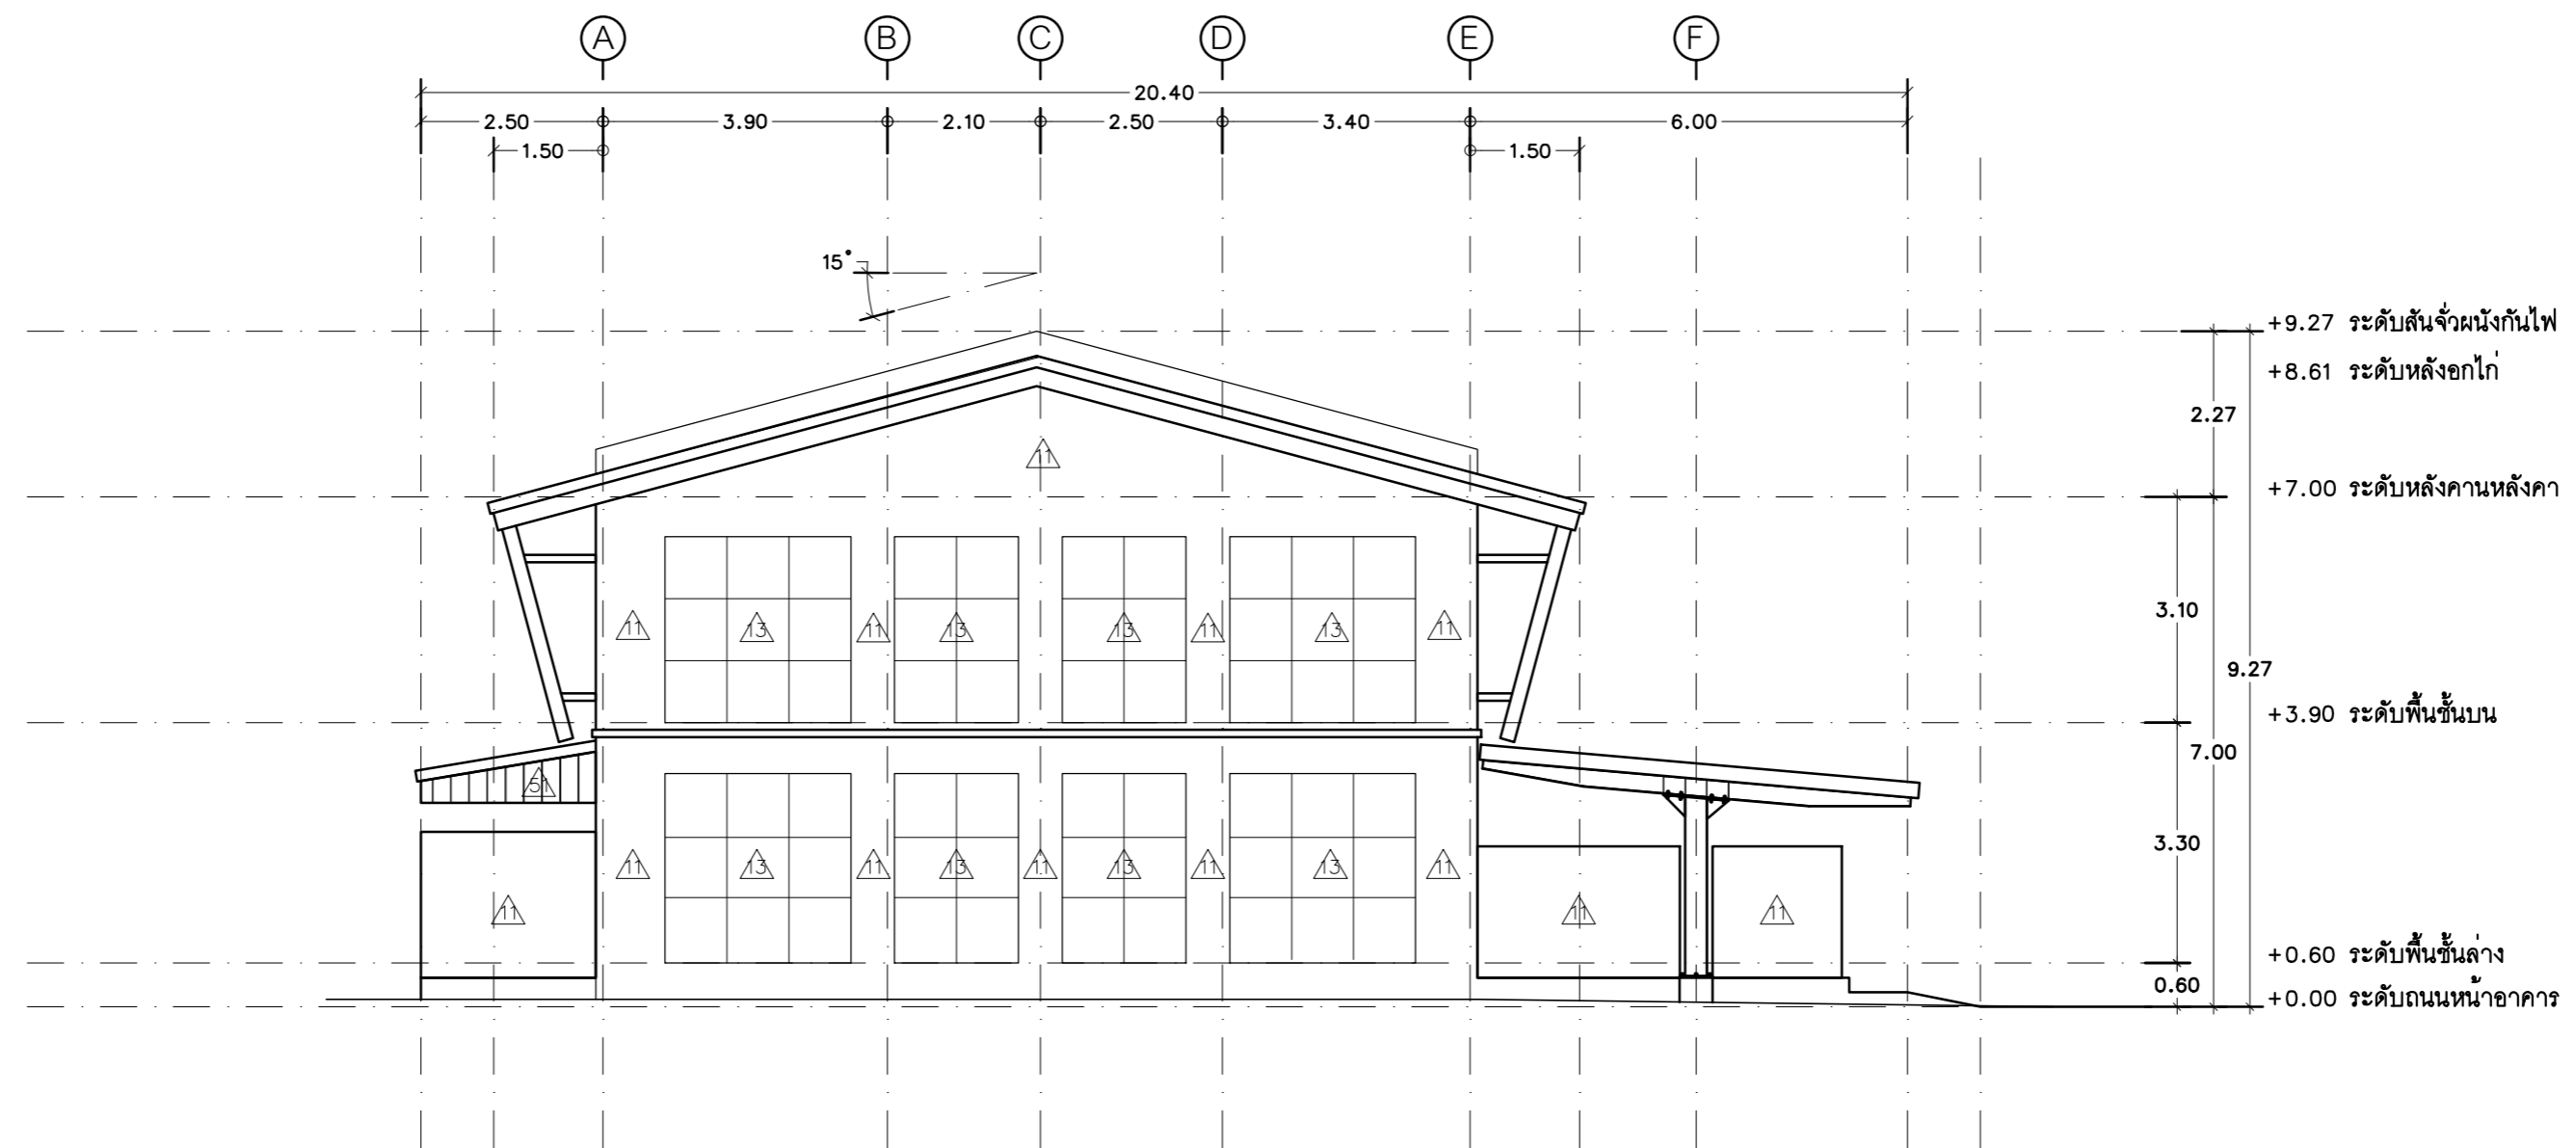 A B C D E F
20.40
2.50 3.90 2.10 2.50 3.40 6.00
1.50 1.50
15°
+9.27 ระดับสันจั่วผนังกันไฟ
+8.61 ระดับหลังอกไก่
2.27
11
+7.00 ระดับหลังคานหลังคา
3.10
11 13 11 13 13 11 13 11
9.27
+3.90 ระดับพื้นชั้นบน
7.00
51
3.30
11 13 11 13 11 13 11 13 11
11 11 11
+0.60 ระดับพื้นชั้นล่าง
0.60
+0.00 ระดับถนนหน้าอาคาร